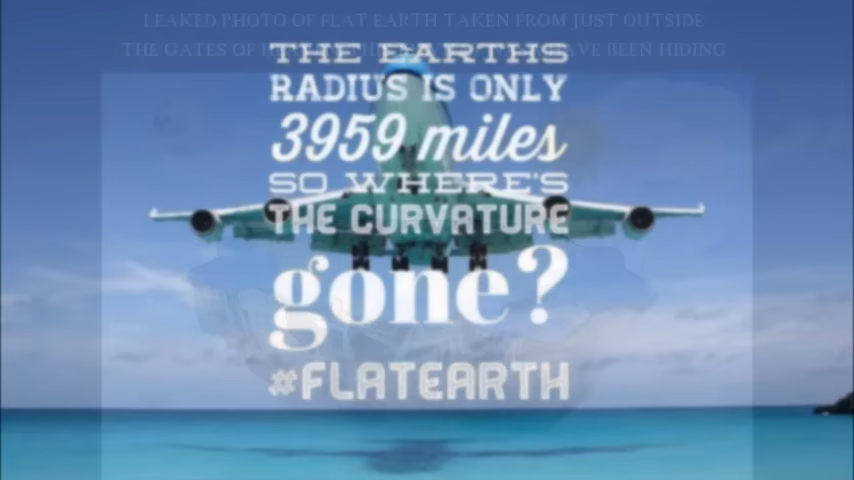 LEAKED PHOTO OF FLAT EARTH TAKEN FROM JUST OUTSIDE
THE GATES OF HAVE BEEN HIDING
THE EARTHS
RADIUS IS ONLY
3959 miles
SO WHERE'S
THE CURVATURE
gone?
#FLATEARTH